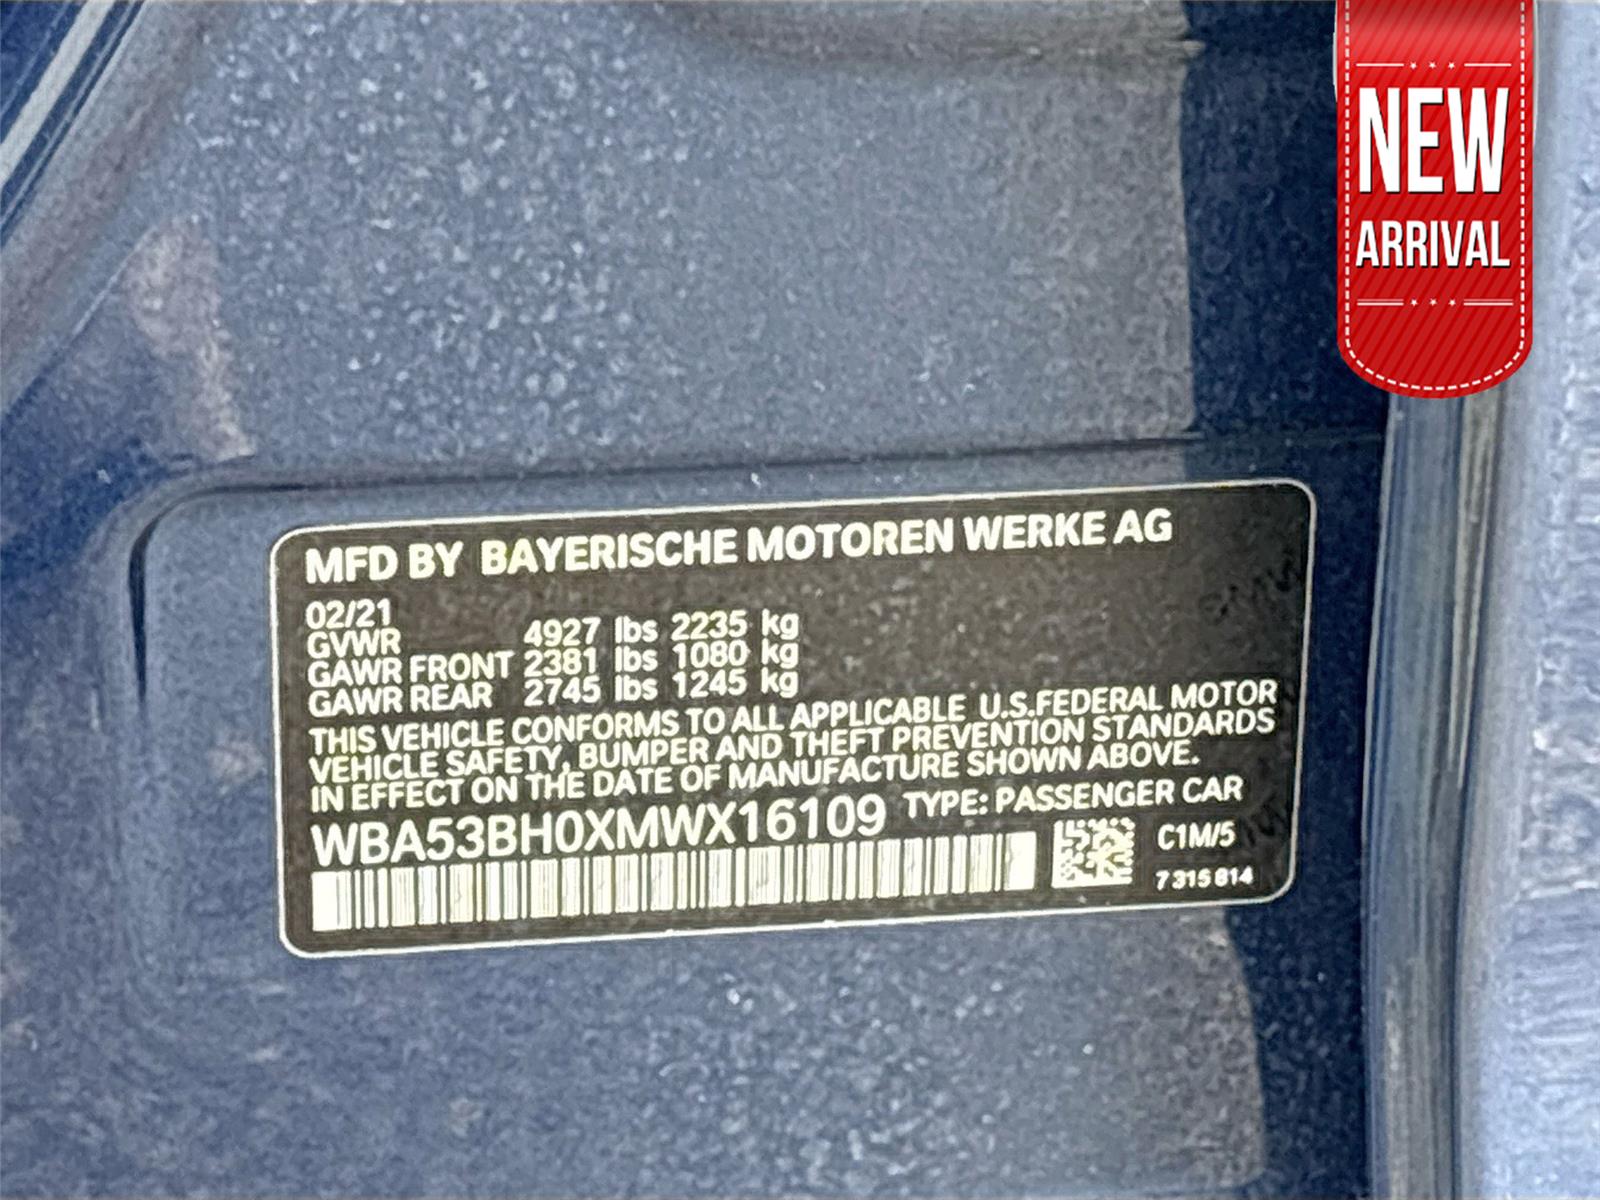 NEW
ARRIVAL
MFD BY BAYERISCHE MOTOREN WERKE AG
02/21
GVWR 4927 lbs 2235 kg
GAWR FRONT 2381 lbs 1080 kg
GAWR REAR 2745 lbs 1245 kg
THIS VEHICLE CONFORMS TO ALL APPLICABLE U.S.FEDERAL MOTOR
VEHICLE SAFETY, BUMPER AND THEFT PREVENTION STANDARDS
IN EFFECT ON THE DATE OF MANUFACTURE SHOWN ABOVE.
WBA53BH0XMWX16109 TYPE: PASSENGER CAR
C1M/5
7 315 814